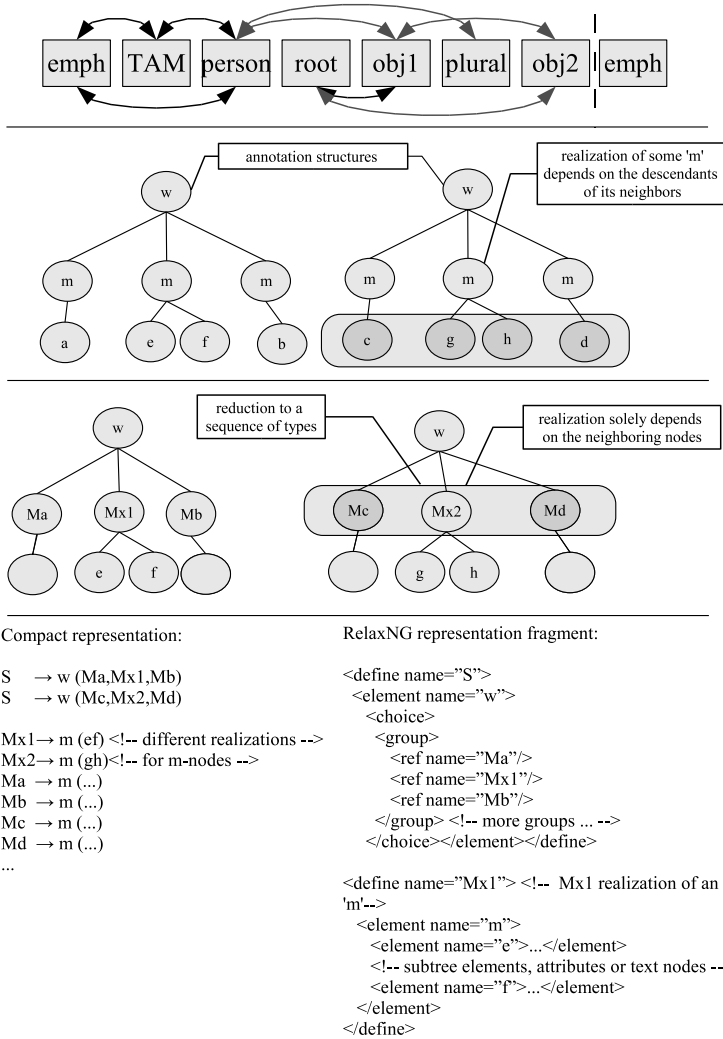 emph TAM person root obj1 plural obj2 emph
annotation structures
realization of some 'm'
depends on the descendants
of its neighbors
w
w
m m m
m m m
a e f b
c g h d
reduction to a
sequence of types
realization solely depends
on the neighboring nodes
w
w
Ma Mx1 Mb
Mc Mx2 Md
e f
g h
Compact representation:
S → w (Ma,Mx1,Mb)
S → w (Mc,Mx2,Md)
Mx1→ m (ef) <!-- different realizations -->
Mx2→ m (gh)<!-- for m-nodes -->
Ma → m (...)
Mb → m (...)
Mc → m (...)
Md → m (...)
...
RelaxNG representation fragment:
<define name=”S”>
<element name=”w”>
<choice>
<group>
<ref name=”Ma”/>
<ref name=”Mx1”/>
<ref name=”Mb”/>
</group> <!-- more groups ... -->
</choice></element></define>
<define name=”Mx1”> <!-- Mx1 realization of an
'm'-->
<element name=”m”>
<element name=”e”>...</element>
<!-- subtree elements, attributes or text nodes --
<element name=”f”>...</element>
</element>
</define>